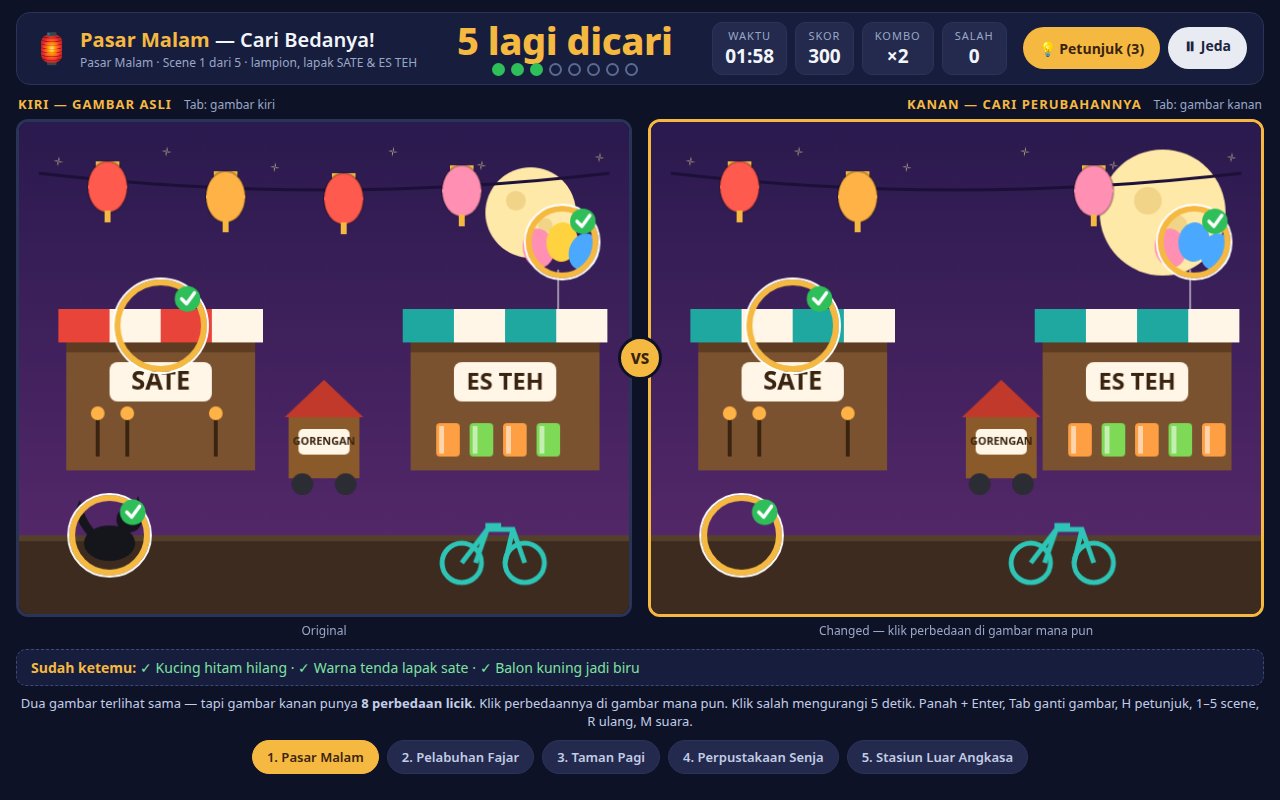 Pasar Malam — Cari Bedanya!
Pasar Malam · Scene 1 dari 5 · lampion, lapak SATE & ES TEH
5 lagi dicari
WAKTU
01:58
SKOR
300
KOMBO
×2
SALAH
0
💡 Petunjuk (3)
⏸ Jeda
KIRI — GAMBAR ASLI Tab: gambar kiri
KANAN — CARI PERUBAHANNYA Tab: gambar kanan
SATE
GORENGAN
ES TEH
VS
SATE
GORENGAN
ES TEH
Original
Changed — klik perbedaan di gambar mana pun
Sudah ketemu: ✓ Kucing hitam hilang · ✓ Warna tenda lapak sate · ✓ Balon kuning jadi biru
Dua gambar terlihat sama — tapi gambar kanan punya 8 perbedaan licik. Klik perbedaannya di gambar mana pun. Klik salah mengurangi 5 detik. Panah + Enter, Tab ganti gambar, H petunjuk, 1–5 scene,
R ulang, M suara.
1. Pasar Malam
2. Pelabuhan Fajar
3. Taman Pagi
4. Perpustakaan Senja
5. Stasiun Luar Angkasa